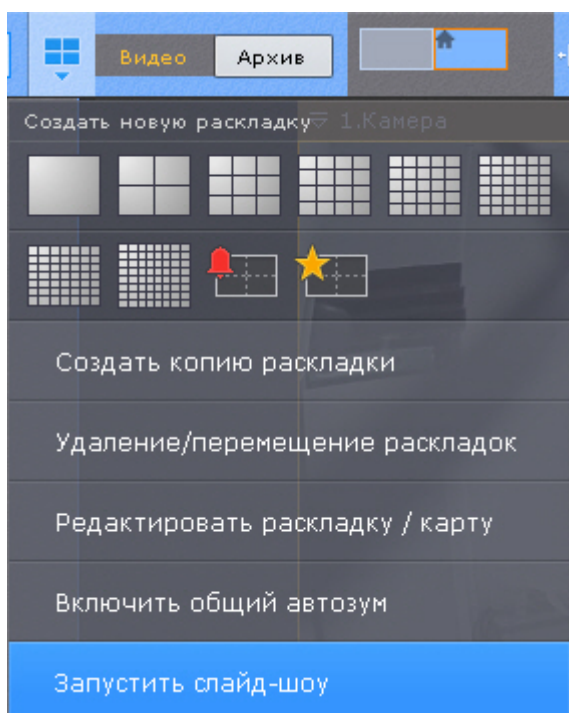 Видео Архив
Создать новую раскладку 1.Камера
Создать копию раскладки
Удаление/перемещение раскладок
Редактировать раскладку / карту
Включить общий автозум
Запустить слайд-шоу